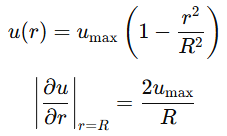 u(r) = u_max (1 − r²/R²)
|∂u/∂r|_{r=R} = 2u_max/R